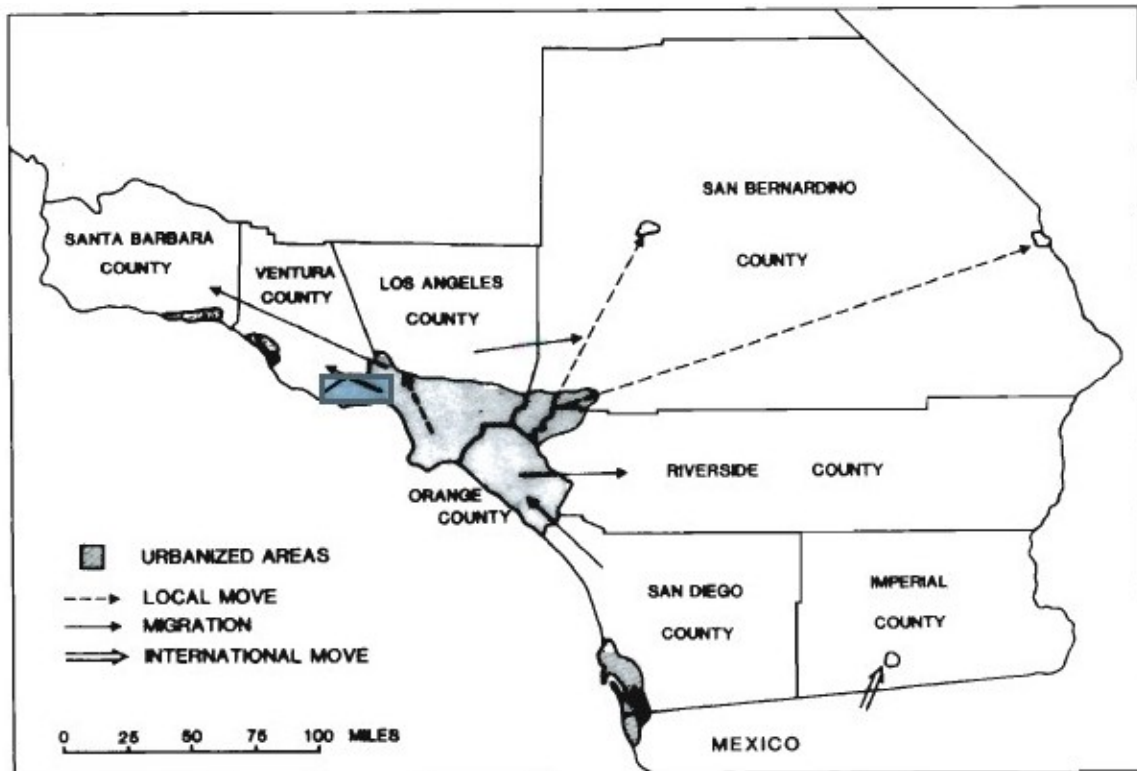 SAN BERNARDINO
COUNTY
SANTA BARBARA
COUNTY
VENTURA
COUNTY
LOS ANGELES
COUNTY
RIVERSIDE COUNTY
ORANGE
COUNTY
SAN DIEGO
COUNTY
IMPERIAL
COUNTY
URBANIZED AREAS
LOCAL MOVE
MIGRATION
INTERNATIONAL MOVE
0 25 50 75 100 MILES
MEXICO